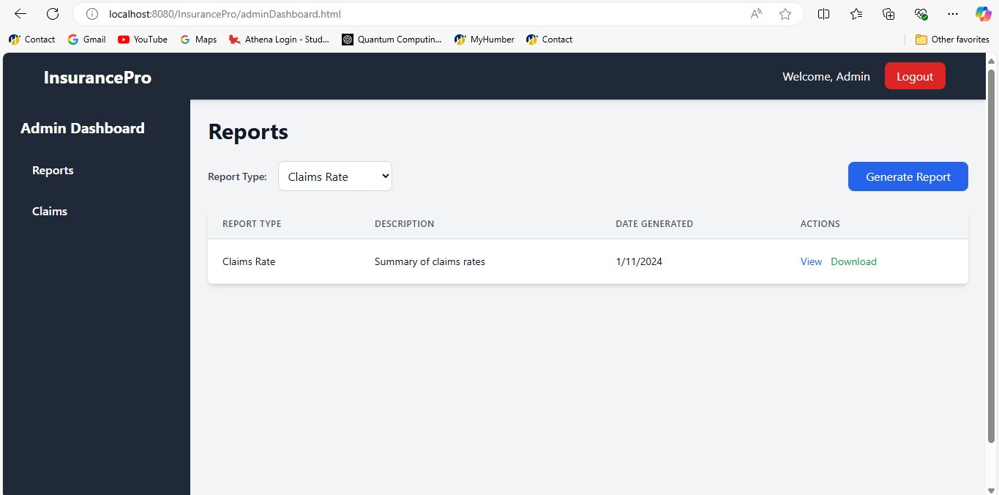 localhost:8080/InsurancePro/adminDashboard.html
Contact Gmail YouTube Maps Athena Login - Stud... Quantum Computin... MyHumber Contact Other favorites
InsurancePro Welcome, Admin Logout
Admin Dashboard
Reports
Claims
Reports
Report Type: Claims Rate Generate Report
REPORT TYPE DESCRIPTION DATE GENERATED ACTIONS
Claims Rate Summary of claims rates 1/11/2024 View Download